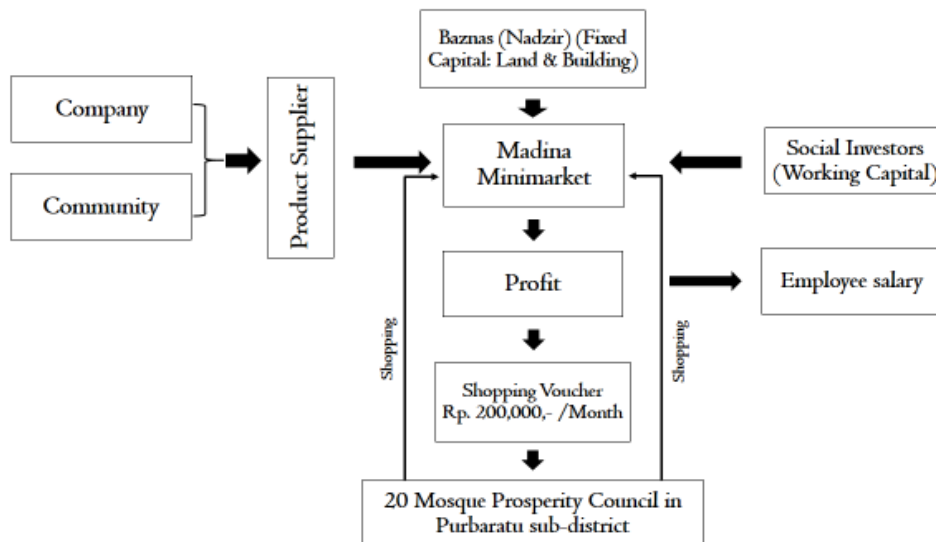 Baznas (Nadzir) (Fixed
Capital: Land & Building)
Company
Community
Product Supplier
Madina
Minimarket
Social Investors
(Working Capital)
Profit
Employee salary
Shopping
Shopping
Shopping Voucher
Rp. 200,000,- /Month
20 Mosque Prosperity Council in
Purbaratu sub-district